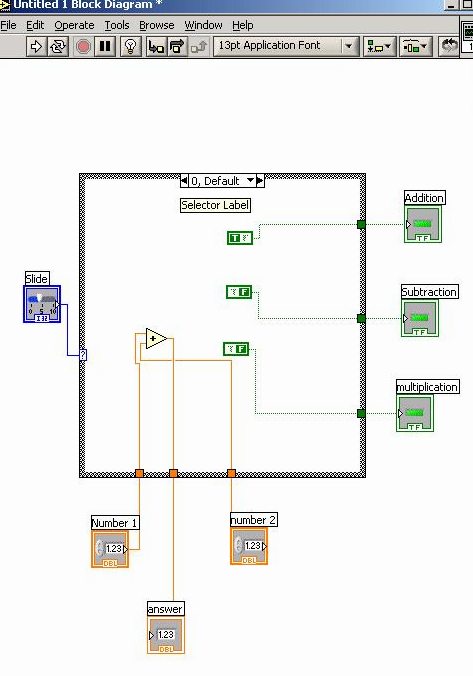 Untitled 1 Block Diagram *
File Edit Operate Tools Browse Window Help
13pt Application Font
1
0, Default
Selector Label
Addition
T
TF
Slide
0 5 10
I32
?
F
Subtraction
TF
+
F
multiplication
TF
Number 1
1.23
DBL
number 2
1.23
DBL
answer
1.23
DBL